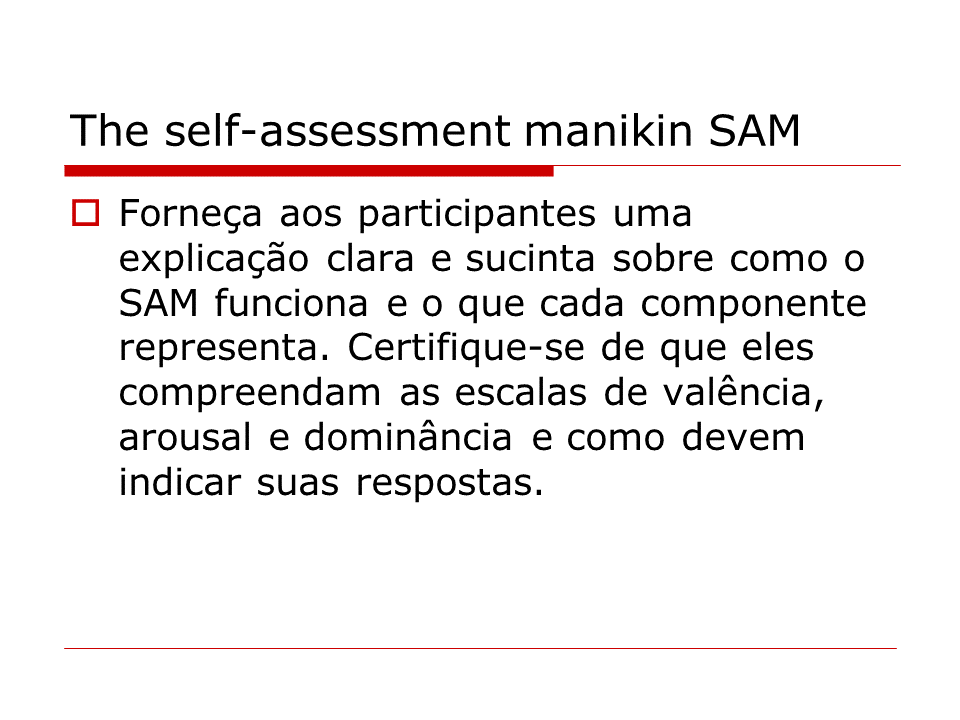 The self-assessment manikin SAM
Forneça aos participantes uma
explicação clara e sucinta sobre como o
SAM funciona e o que cada componente
representa. Certifique-se de que eles
compreendam as escalas de valência,
arousal e dominância e como devem
indicar suas respostas.